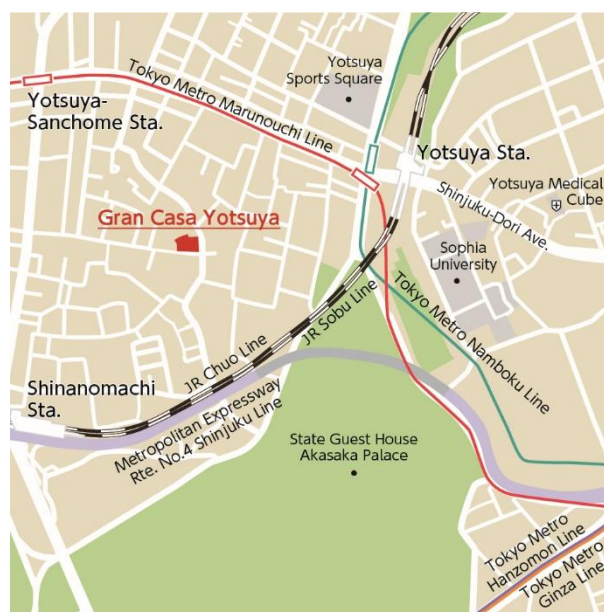 Yotsuya
Sports Square
Tokyo Metro Marunouchi Line
Yotsuya-
Sanchome Sta.
Yotsuya Sta.
Yotsuya Medical
Cube
Shinjuku-Dori Ave.
Gran Casa Yotsuya
Sophia
University
JR Sobu Line
Tokyo Metro Namboku Line
JR Chuo Line
Shinanomachi
Sta.
Metropolitan Expressway
Rte. No.4 Shinjuku Line
State Guest House
Akasaka Palace
Tokyo Metro
Hanzomon Line
Tokyo Metro
Ginza Line